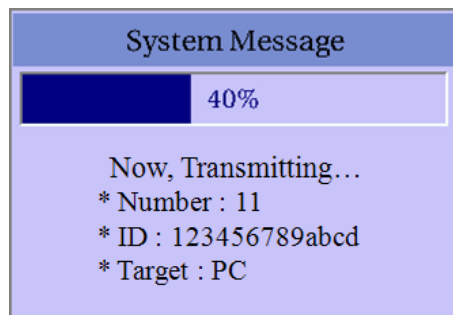 System Message
40%
Now, Transmitting...
* Number : 11
* ID : 123456789abcd
* Target : PC